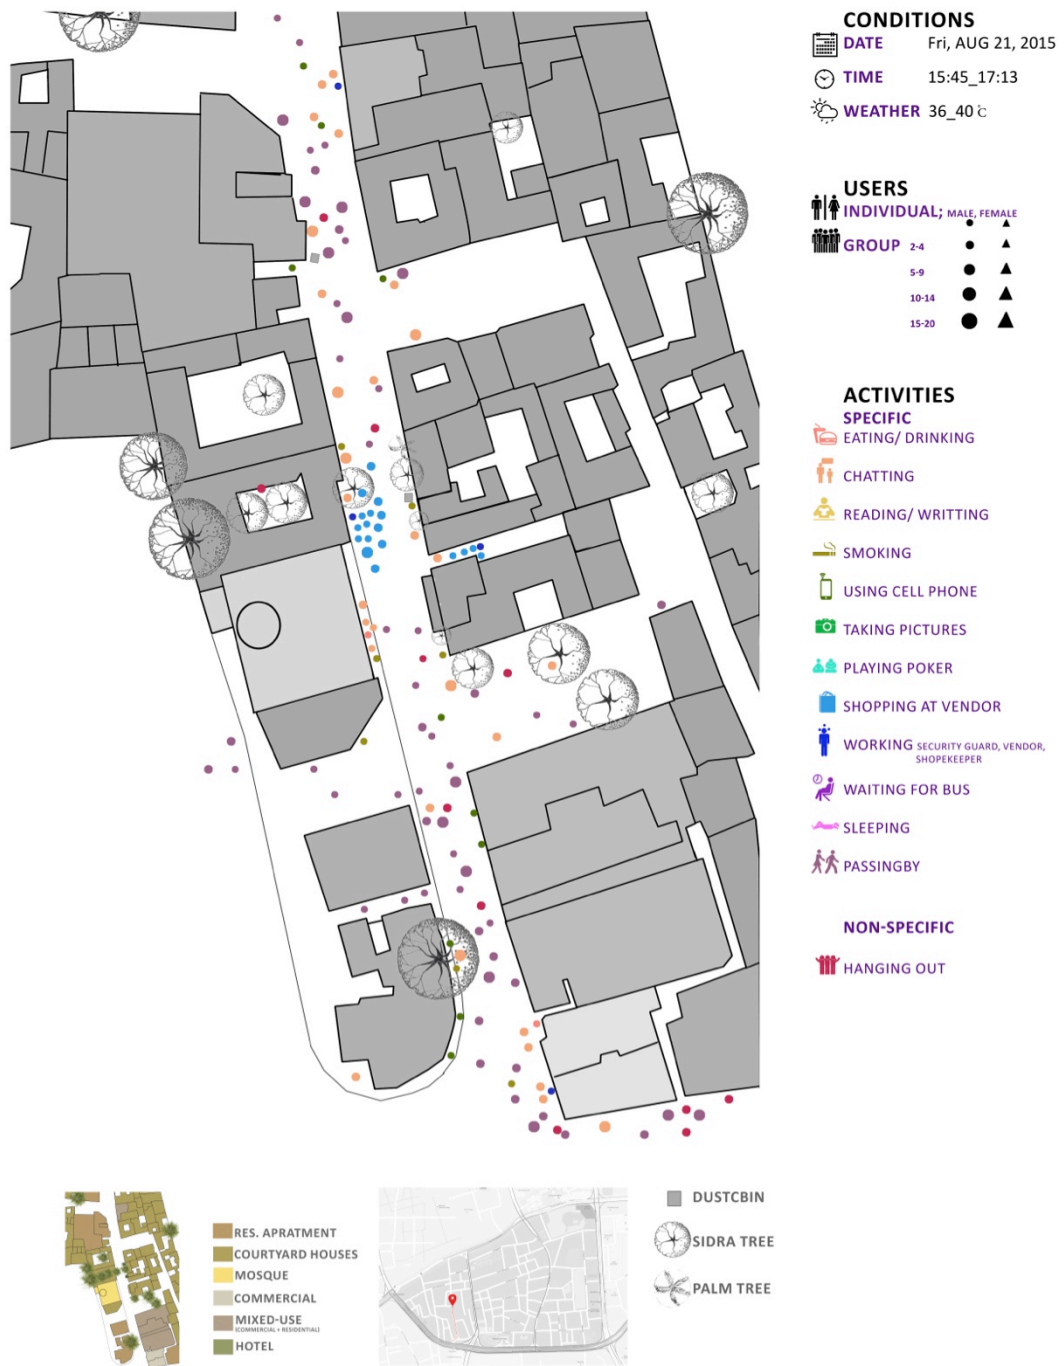 CONDITIONS
DATE Fri, AUG 21, 2015
TIME 15:45_17:13
WEATHER 36_40 c
USERS
INDIVIDUAL; MALE, FEMALE
GROUP 2-4
5-9
10-14
15-20
ACTIVITIES
SPECIFIC
EATING/ DRINKING
CHATTING
READING/ WRITTING
SMOKING
USING CELL PHONE
TAKING PICTURES
PLAYING POKER
SHOPPING AT VENDOR
WORKING SECURITY GUARD, VENDOR,
SHOPEKEEPER
WAITING FOR BUS
SLEEPING
PASSINGBY
NON-SPECIFIC
HANGING OUT
RES. APRATMENT
COURTYARD HOUSES
MOSQUE
COMMERCIAL
MIXED-USE
(COMMERCIAL + RESIDENTIAL)
HOTEL
DUSTCBIN
SIDRA TREE
PALM TREE